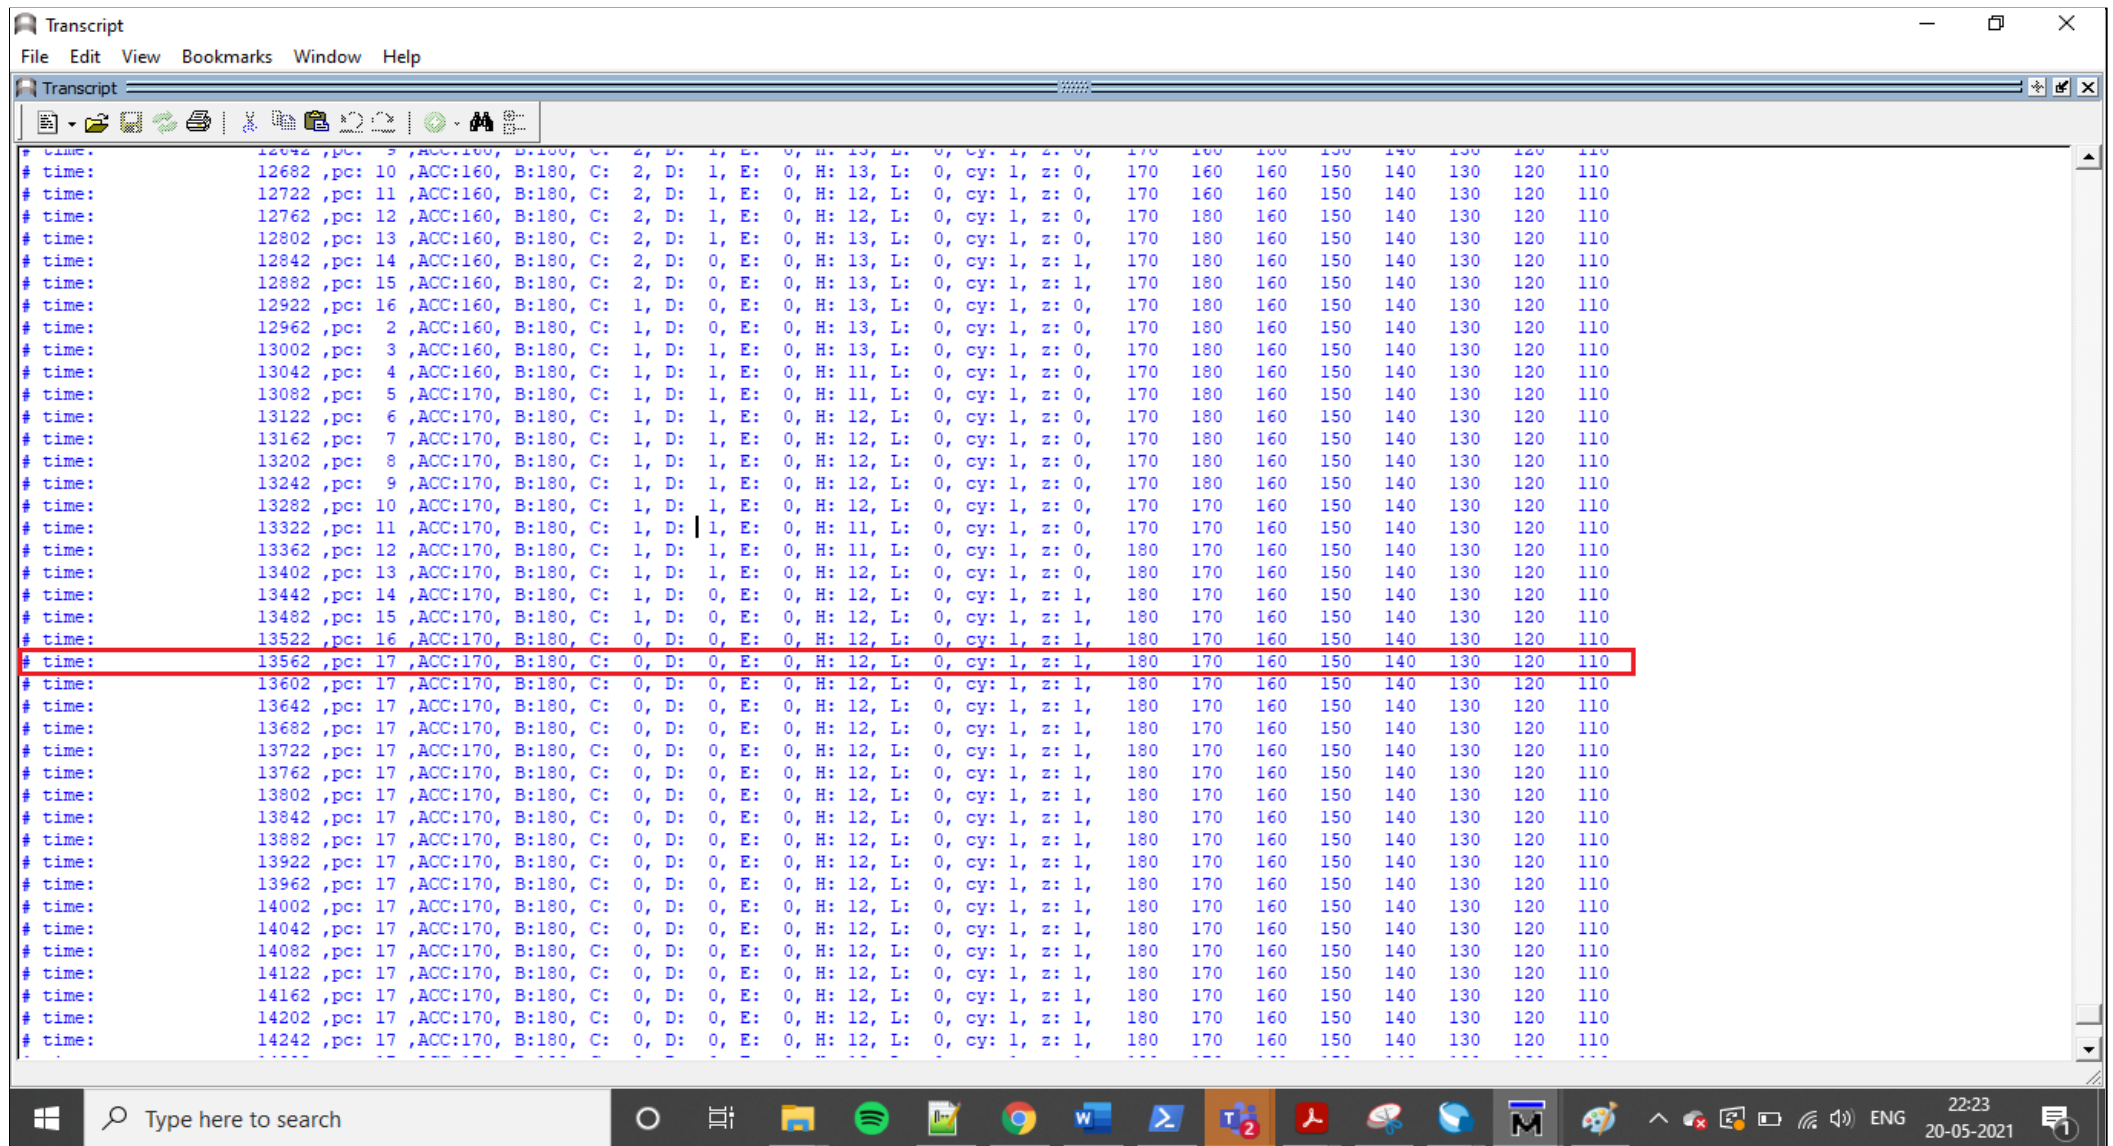 Transcript
File Edit View Bookmarks Window Help
Transcript
# time: 12642 ,pc: 9 ,ACC:160, B:180, C: 2, D: 1, E: 0, H: 13, L: 0, cy: 1, z: 0, 170 160 160 150 140 130 120 110
# time: 12682 ,pc: 10 ,ACC:160, B:180, C: 2, D: 1, E: 0, H: 13, L: 0, cy: 1, z: 0, 170 160 160 150 140 130 120 110
# time: 12722 ,pc: 11 ,ACC:160, B:180, C: 2, D: 1, E: 0, H: 12, L: 0, cy: 1, z: 0, 170 160 160 150 140 130 120 110
# time: 12762 ,pc: 12 ,ACC:160, B:180, C: 2, D: 1, E: 0, H: 12, L: 0, cy: 1, z: 0, 170 180 160 150 140 130 120 110
# time: 12802 ,pc: 13 ,ACC:160, B:180, C: 2, D: 1, E: 0, H: 13, L: 0, cy: 1, z: 0, 170 180 160 150 140 130 120 110
# time: 12842 ,pc: 14 ,ACC:160, B:180, C: 2, D: 0, E: 0, H: 13, L: 0, cy: 1, z: 1, 170 180 160 150 140 130 120 110
# time: 12882 ,pc: 15 ,ACC:160, B:180, C: 2, D: 0, E: 0, H: 13, L: 0, cy: 1, z: 1, 170 180 160 150 140 130 120 110
# time: 12922 ,pc: 16 ,ACC:160, B:180, C: 1, D: 0, E: 0, H: 13, L: 0, cy: 1, z: 0, 170 180 160 150 140 130 120 110
# time: 12962 ,pc: 2 ,ACC:160, B:180, C: 1, D: 0, E: 0, H: 13, L: 0, cy: 1, z: 0, 170 180 160 150 140 130 120 110
# time: 13002 ,pc: 3 ,ACC:160, B:180, C: 1, D: 1, E: 0, H: 13, L: 0, cy: 1, z: 0, 170 180 160 150 140 130 120 110
# time: 13042 ,pc: 4 ,ACC:160, B:180, C: 1, D: 1, E: 0, H: 11, L: 0, cy: 1, z: 0, 170 180 160 150 140 130 120 110
# time: 13082 ,pc: 5 ,ACC:170, B:180, C: 1, D: 1, E: 0, H: 11, L: 0, cy: 1, z: 0, 170 180 160 150 140 130 120 110
# time: 13122 ,pc: 6 ,ACC:170, B:180, C: 1, D: 1, E: 0, H: 12, L: 0, cy: 1, z: 0, 170 180 160 150 140 130 120 110
# time: 13162 ,pc: 7 ,ACC:170, B:180, C: 1, D: 1, E: 0, H: 12, L: 0, cy: 1, z: 0, 170 180 160 150 140 130 120 110
# time: 13202 ,pc: 8 ,ACC:170, B:180, C: 1, D: 1, E: 0, H: 12, L: 0, cy: 1, z: 0, 170 180 160 150 140 130 120 110
# time: 13242 ,pc: 9 ,ACC:170, B:180, C: 1, D: 1, E: 0, H: 12, L: 0, cy: 1, z: 0, 170 180 160 150 140 130 120 110
# time: 13282 ,pc: 10 ,ACC:170, B:180, C: 1, D: 1, E: 0, H: 12, L: 0, cy: 1, z: 0, 170 170 160 150 140 130 120 110
# time: 13322 ,pc: 11 ,ACC:170, B:180, C: 1, D: 1, E: 0, H: 11, L: 0, cy: 1, z: 0, 170 170 160 150 140 130 120 110
# time: 13362 ,pc: 12 ,ACC:170, B:180, C: 1, D: 1, E: 0, H: 11, L: 0, cy: 1, z: 0, 180 170 160 150 140 130 120 110
# time: 13402 ,pc: 13 ,ACC:170, B:180, C: 1, D: 1, E: 0, H: 12, L: 0, cy: 1, z: 0, 180 170 160 150 140 130 120 110
# time: 13442 ,pc: 14 ,ACC:170, B:180, C: 1, D: 0, E: 0, H: 12, L: 0, cy: 1, z: 1, 180 170 160 150 140 130 120 110
# time: 13482 ,pc: 15 ,ACC:170, B:180, C: 1, D: 0, E: 0, H: 12, L: 0, cy: 1, z: 1, 180 170 160 150 140 130 120 110
# time: 13522 ,pc: 16 ,ACC:170, B:180, C: 0, D: 0, E: 0, H: 12, L: 0, cy: 1, z: 1, 180 170 160 150 140 130 120 110
# time: 13562 ,pc: 17 ,ACC:170, B:180, C: 0, D: 0, E: 0, H: 12, L: 0, cy: 1, z: 1, 180 170 160 150 140 130 120 110
# time: 13602 ,pc: 17 ,ACC:170, B:180, C: 0, D: 0, E: 0, H: 12, L: 0, cy: 1, z: 1, 180 170 160 150 140 130 120 110
# time: 13642 ,pc: 17 ,ACC:170, B:180, C: 0, D: 0, E: 0, H: 12, L: 0, cy: 1, z: 1, 180 170 160 150 140 130 120 110
# time: 13682 ,pc: 17 ,ACC:170, B:180, C: 0, D: 0, E: 0, H: 12, L: 0, cy: 1, z: 1, 180 170 160 150 140 130 120 110
# time: 13722 ,pc: 17 ,ACC:170, B:180, C: 0, D: 0, E: 0, H: 12, L: 0, cy: 1, z: 1, 180 170 160 150 140 130 120 110
# time: 13762 ,pc: 17 ,ACC:170, B:180, C: 0, D: 0, E: 0, H: 12, L: 0, cy: 1, z: 1, 180 170 160 150 140 130 120 110
# time: 13802 ,pc: 17 ,ACC:170, B:180, C: 0, D: 0, E: 0, H: 12, L: 0, cy: 1, z: 1, 180 170 160 150 140 130 120 110
# time: 13842 ,pc: 17 ,ACC:170, B:180, C: 0, D: 0, E: 0, H: 12, L: 0, cy: 1, z: 1, 180 170 160 150 140 130 120 110
# time: 13882 ,pc: 17 ,ACC:170, B:180, C: 0, D: 0, E: 0, H: 12, L: 0, cy: 1, z: 1, 180 170 160 150 140 130 120 110
# time: 13922 ,pc: 17 ,ACC:170, B:180, C: 0, D: 0, E: 0, H: 12, L: 0, cy: 1, z: 1, 180 170 160 150 140 130 120 110
# time: 13962 ,pc: 17 ,ACC:170, B:180, C: 0, D: 0, E: 0, H: 12, L: 0, cy: 1, z: 1, 180 170 160 150 140 130 120 110
# time: 14002 ,pc: 17 ,ACC:170, B:180, C: 0, D: 0, E: 0, H: 12, L: 0, cy: 1, z: 1, 180 170 160 150 140 130 120 110
# time: 14042 ,pc: 17 ,ACC:170, B:180, C: 0, D: 0, E: 0, H: 12, L: 0, cy: 1, z: 1, 180 170 160 150 140 130 120 110
# time: 14082 ,pc: 17 ,ACC:170, B:180, C: 0, D: 0, E: 0, H: 12, L: 0, cy: 1, z: 1, 180 170 160 150 140 130 120 110
# time: 14122 ,pc: 17 ,ACC:170, B:180, C: 0, D: 0, E: 0, H: 12, L: 0, cy: 1, z: 1, 180 170 160 150 140 130 120 110
# time: 14162 ,pc: 17 ,ACC:170, B:180, C: 0, D: 0, E: 0, H: 12, L: 0, cy: 1, z: 1, 180 170 160 150 140 130 120 110
# time: 14202 ,pc: 17 ,ACC:170, B:180, C: 0, D: 0, E: 0, H: 12, L: 0, cy: 1, z: 1, 180 170 160 150 140 130 120 110
# time: 14242 ,pc: 17 ,ACC:170, B:180, C: 0, D: 0, E: 0, H: 12, L: 0, cy: 1, z: 1, 180 170 160 150 140 130 120 110
Type here to search
ENG
22:23
20-05-2021